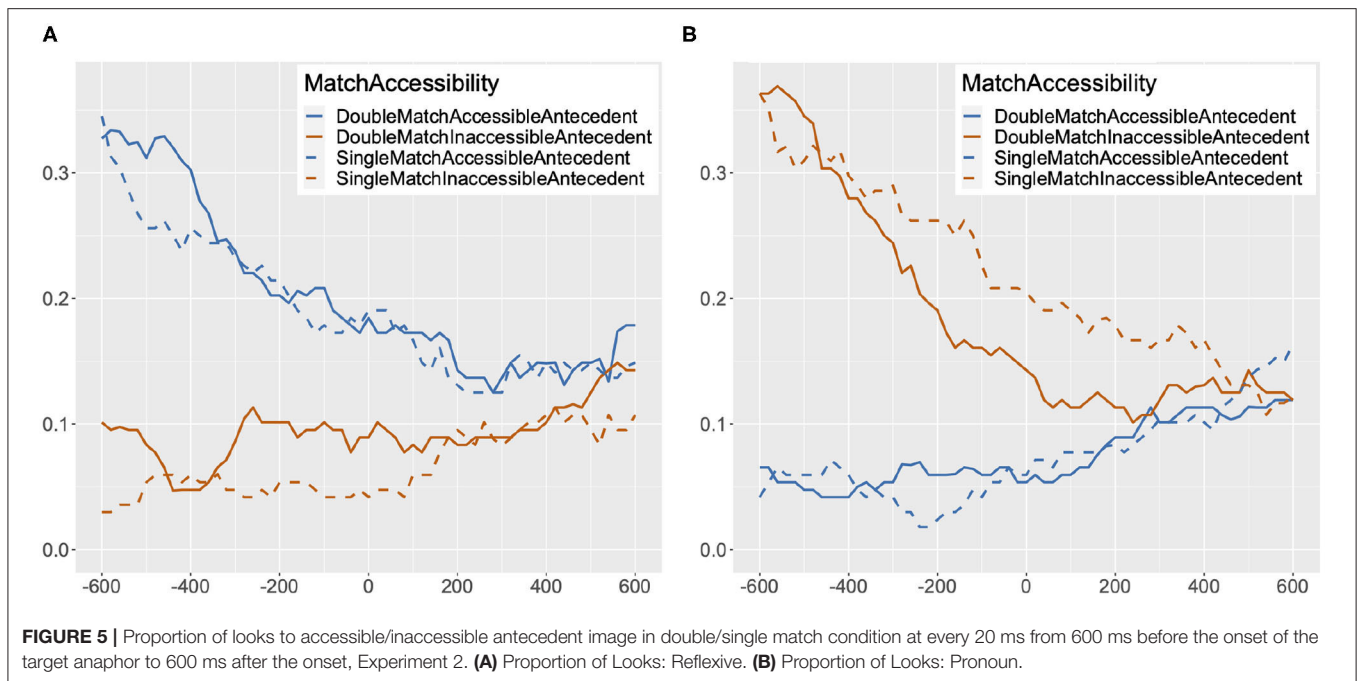 A
B
MatchAccessibility
DoubleMatchAccessibleAntecedent
DoubleMatchInaccessibleAntecedent
SingleMatchAccessibleAntecedent
SingleMatchInaccessibleAntecedent
0.3
0.2
0.1
0.0
-600
-400
-200
0
200
400
600
MatchAccessibility
DoubleMatchAccessibleAntecedent
DoubleMatchInaccessibleAntecedent
SingleMatchAccessibleAntecedent
SingleMatchInaccessibleAntecedent
0.3
0.2
0.1
0.0
-600
-400
-200
0
200
400
600
FIGURE 5 | Proportion of looks to accessible/inaccessible antecedent image in double/single match condition at every 20 ms from 600 ms before the onset of the
target anaphor to 600 ms after the onset, Experiment 2. (A) Proportion of Looks: Reflexive. (B) Proportion of Looks: Pronoun.